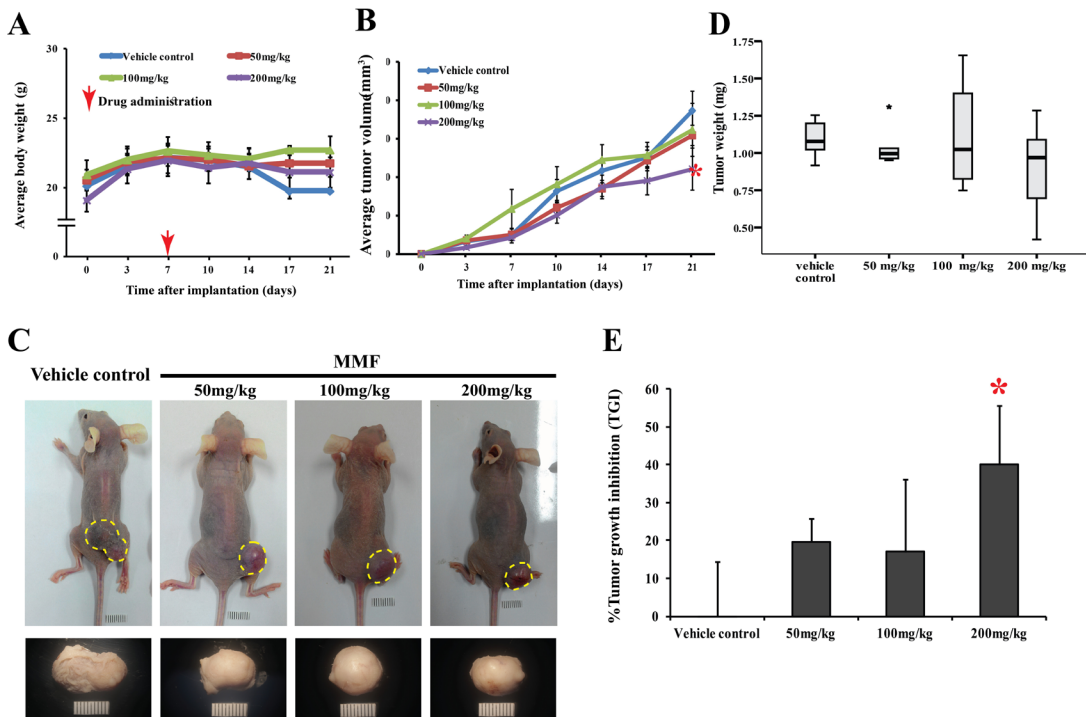 A
30
25
20
0
Average body weight (g)
Vehicle control
50mg/kg
100mg/kg
200mg/kg
Drug administration
0 3 7 10 14 17 21
Time after implantation (days)
B
Average tumor volume(mm³)
Vehicle control
50mg/kg
100mg/kg
200mg/kg
0 3 7 10 14 17 21
Time after implantation (days)
*
D
Tumor weight (mg)
1.75
1.50
1.00
0.75
0.50
*
vehicle
control
50 mg/kg
100 mg/kg
200 mg/kg
C
Vehicle control
MMF
50mg/kg
100mg/kg
200mg/kg
E
%Tumor growth inhibition (TGI)
60
50
40
30
20
10
0
*
Vehicle control
50mg/kg
100mg/kg
200mg/kg